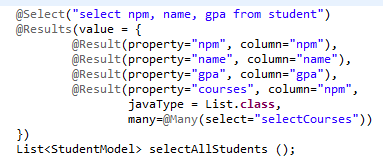 @Select("select npm, name, gpa from student")
@Results(value = {
@Result(property="npm", column="npm"),
@Result(property="name", column="name"),
@Result(property="gpa", column="gpa"),
@Result(property="courses", column="npm",
javaType = List.class,
many=@Many(select="selectCourses"))
})
List<StudentModel> selectAllStudents ();